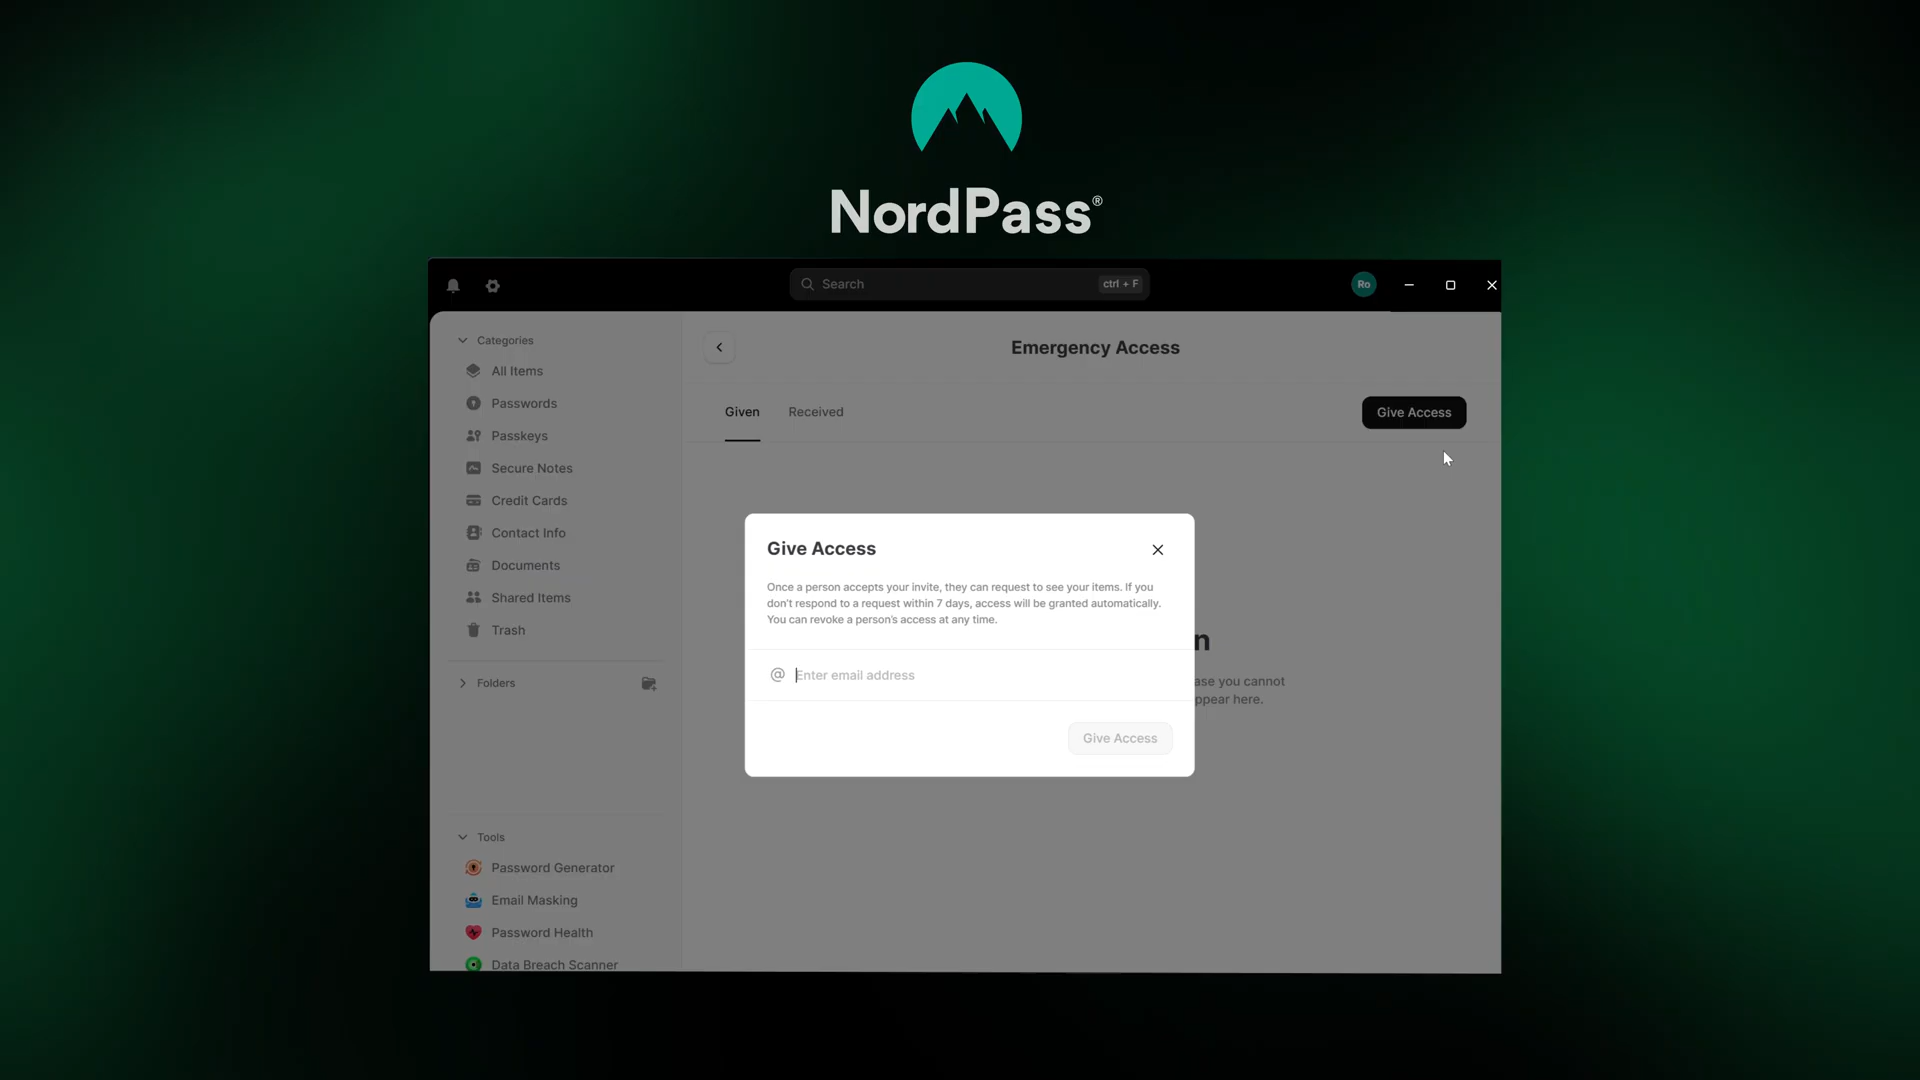 NordPass®
Search
ctrl + F
Ro
Categories
All Items
Passwords
Passkeys
Secure Notes
Credit Cards
Contact Info
Documents
Shared Items
Trash
Folders
Tools
Password Generator
Email Masking
Password Health
Data Breach Scanner
Emergency Access
Given
Received
Give Access
Give Access
Once a person accepts your invite, they can request to see your items. If you
don't respond to a request within 7 days, access will be granted automatically.
You can revoke a person's access at any time.
@ Enter email address
Give Access
you cannot
here.